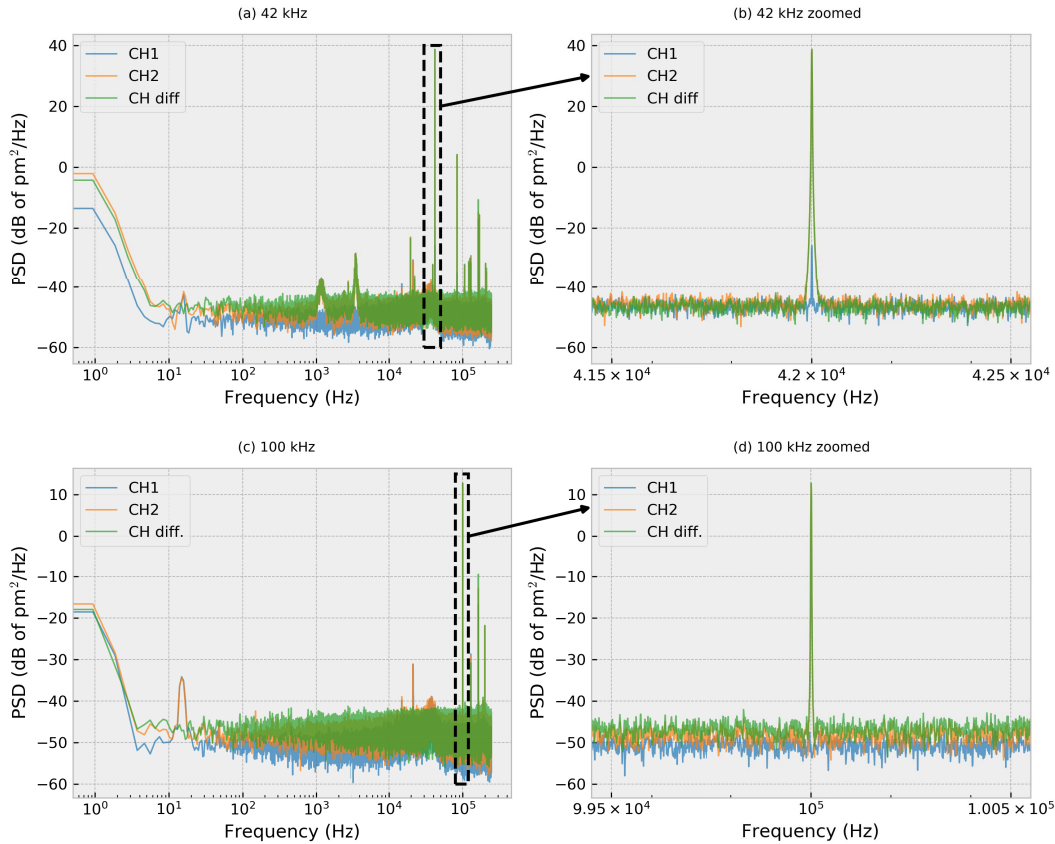 (a) 42 kHz
PSD (dB of pm²/Hz)
40
20
0
−20
−40
−60
CH1
CH2
CH diff
10⁰
10¹
10²
10³
10⁴
10⁵
Frequency (Hz)
(b) 42 kHz zoomed
PSD (dB of pm²/Hz)
40
20
0
−20
−40
−60
CH1
CH2
CH diff
4.15 × 10⁴
4.2 × 10⁴
4.25 × 10⁴
Frequency (Hz)
(c) 100 kHz
PSD (dB of pm²/Hz)
10
0
−10
−20
−30
−40
−50
−60
CH1
CH2
CH diff.
10⁰
10¹
10²
10³
10⁴
10⁵
Frequency (Hz)
(d) 100 kHz zoomed
PSD (dB of pm²/Hz)
10
0
−10
−20
−30
−40
−50
−60
CH1
CH2
CH diff.
9.95 × 10⁴
10⁵
1.005 × 10⁵
Frequency (Hz)